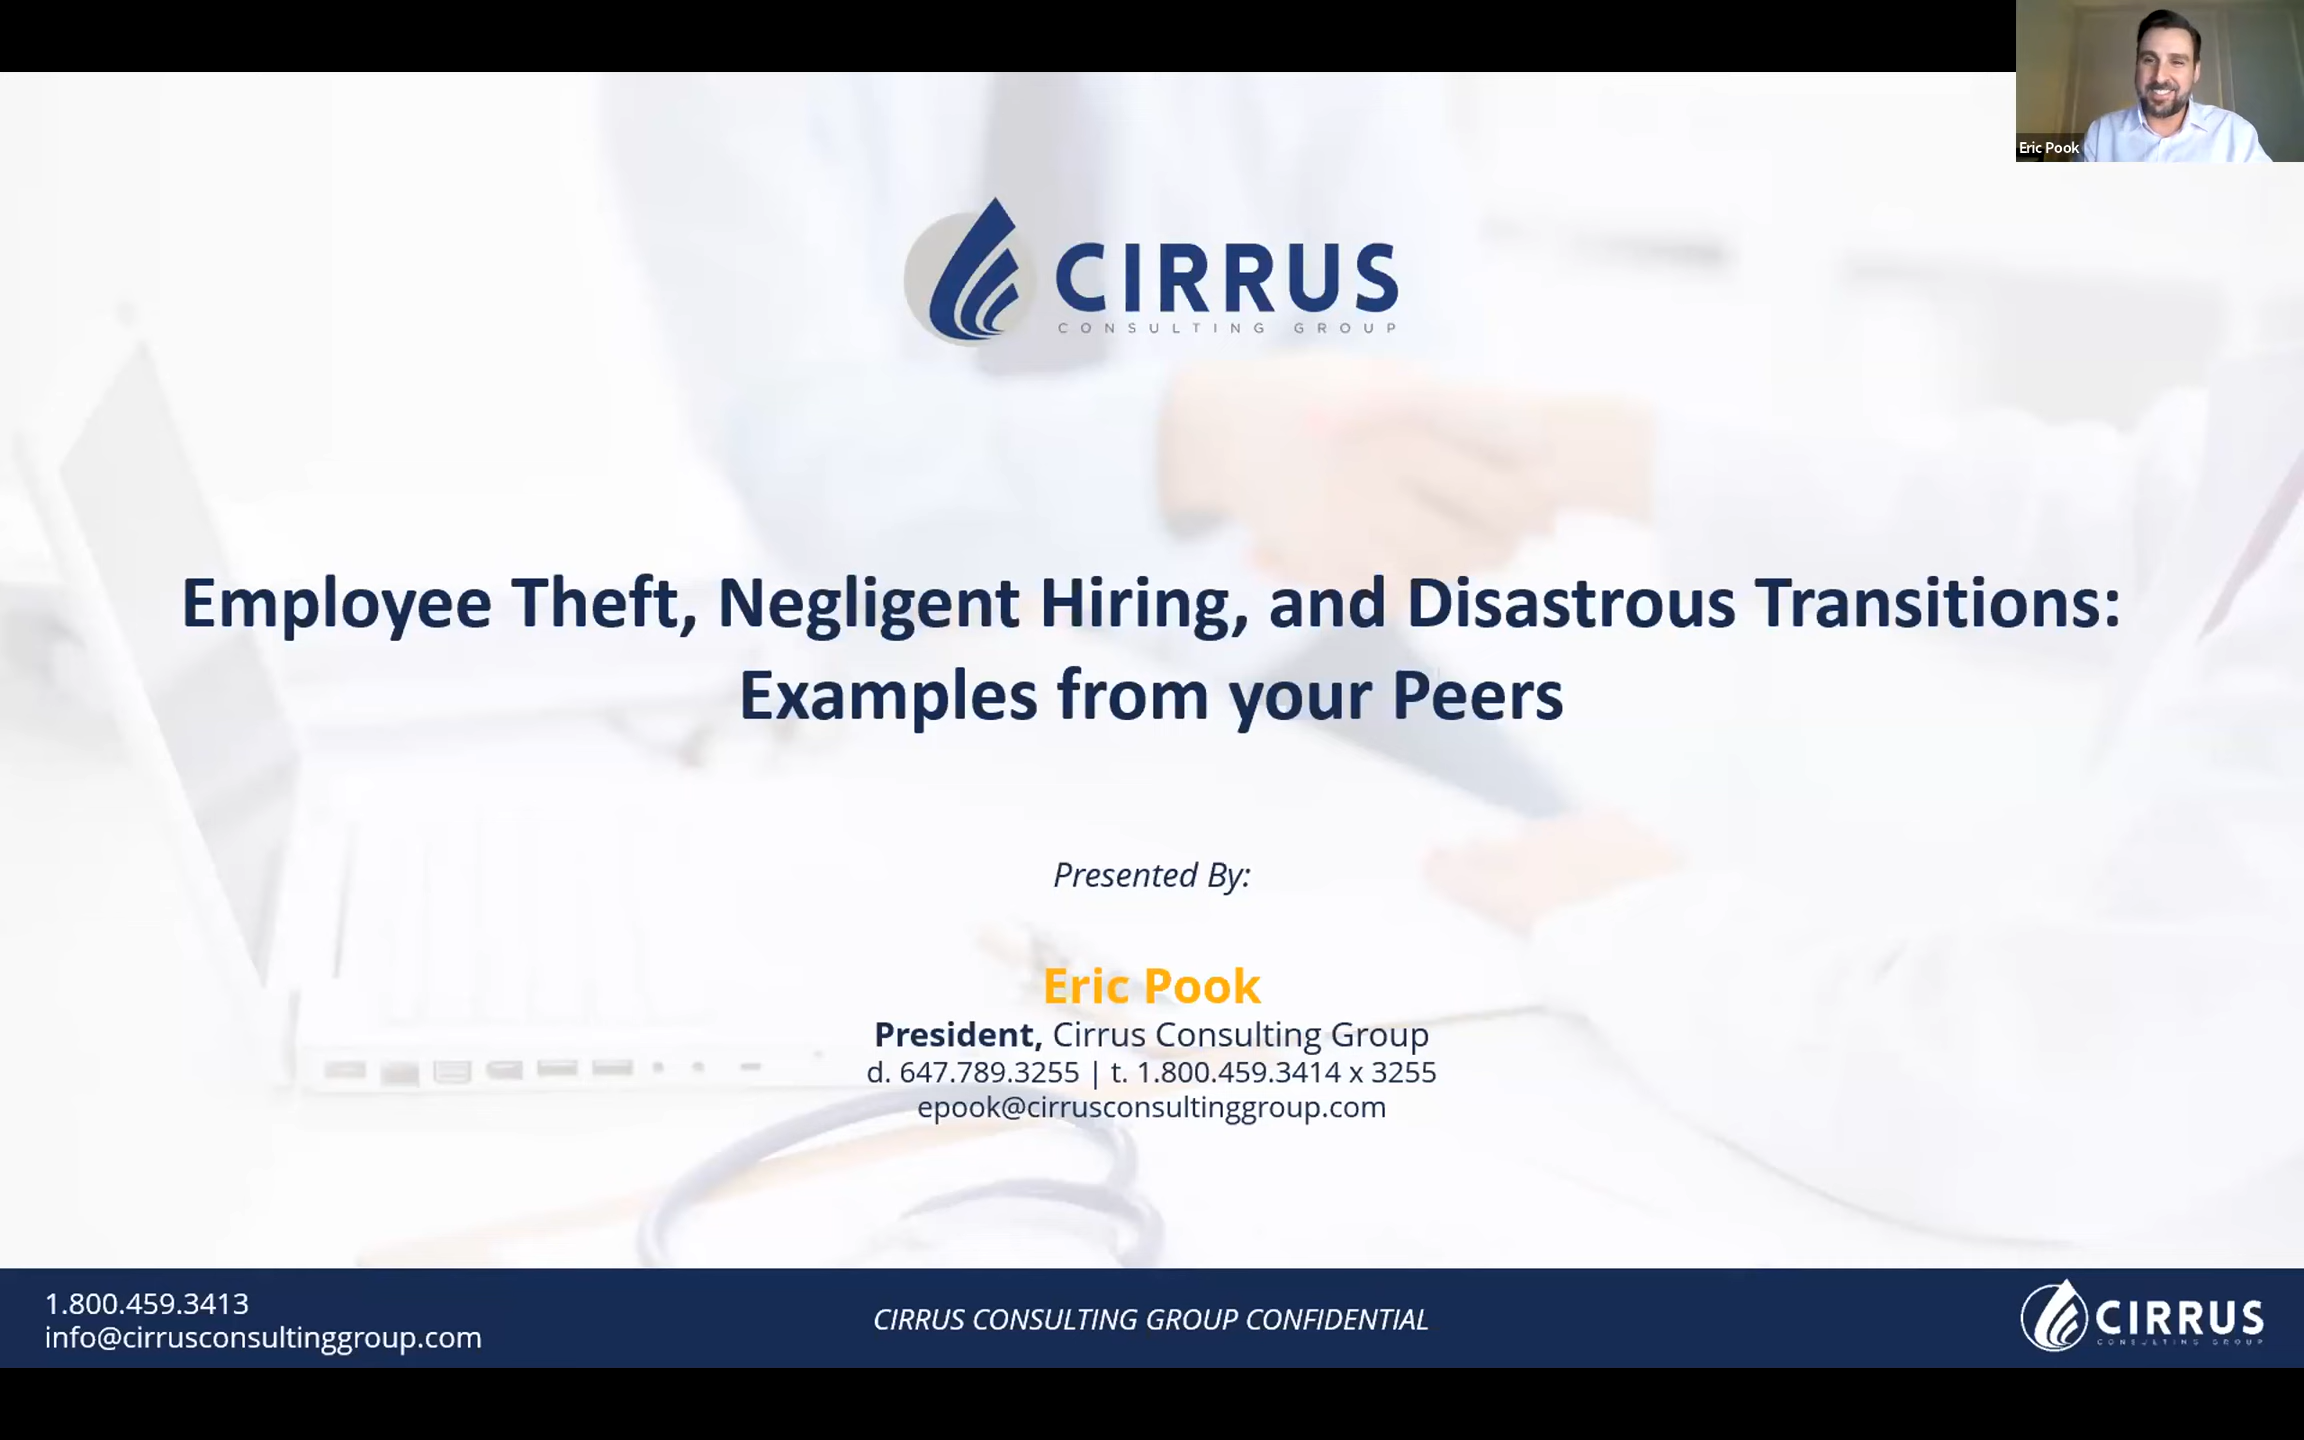 Eric Pook
CIRRUS
CONSULTING GROUP
Employee Theft, Negligent Hiring, and Disastrous Transitions:
Examples from your Peers
Presented By:
Eric Pook
President, Cirrus Consulting Group
d. 647.789.3255 | t. 1.800.459.3414 x 3255
epook@cirrusconsultinggroup.com
1.800.459.3413
info@cirrusconsultinggroup.com
CIRRUS CONSULTING GROUP CONFIDENTIAL
CIRRUS
CONSULTING GROUP